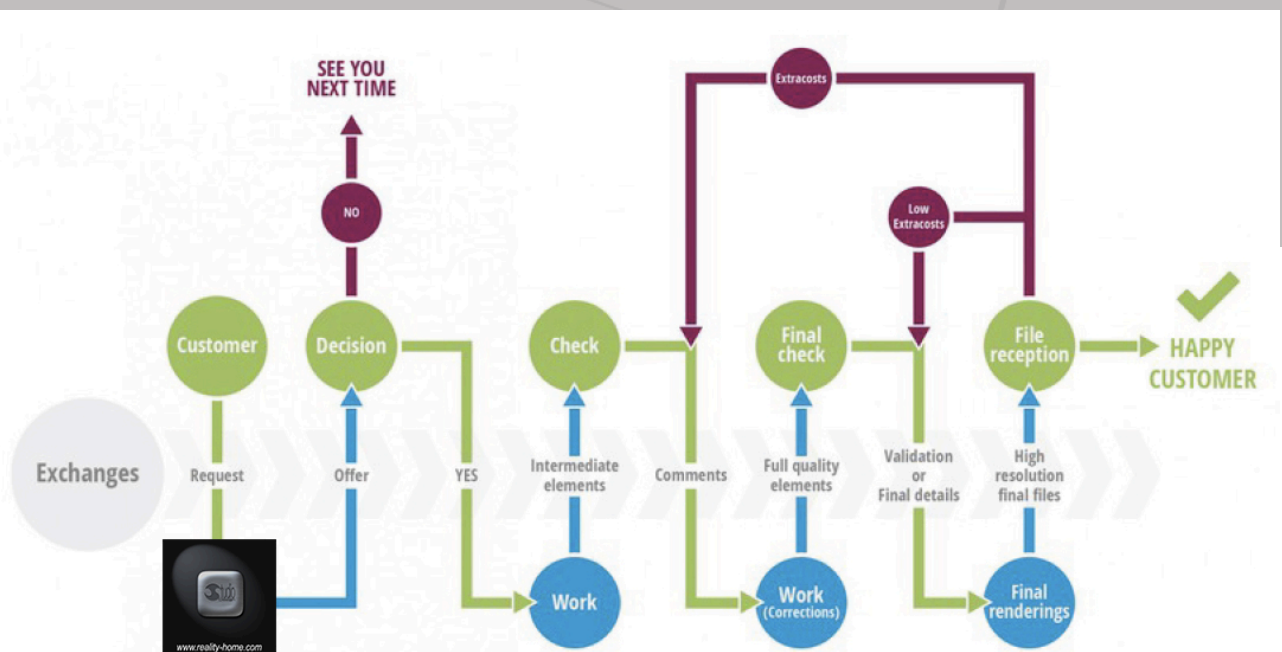 SEE YOU
NEXT TIME
Extracosts
NO
Low
Extracosts
Customer
Decision
Check
Final
check
File
reception
HAPPY
CUSTOMER
Exchanges
Request
Offer
YES
Intermediate
elements
Comments
Full quality
elements
Validation
or
Final details
High
resolution
final files
Work
Work
(Corrections)
Final
renderings
www.reality-home.com